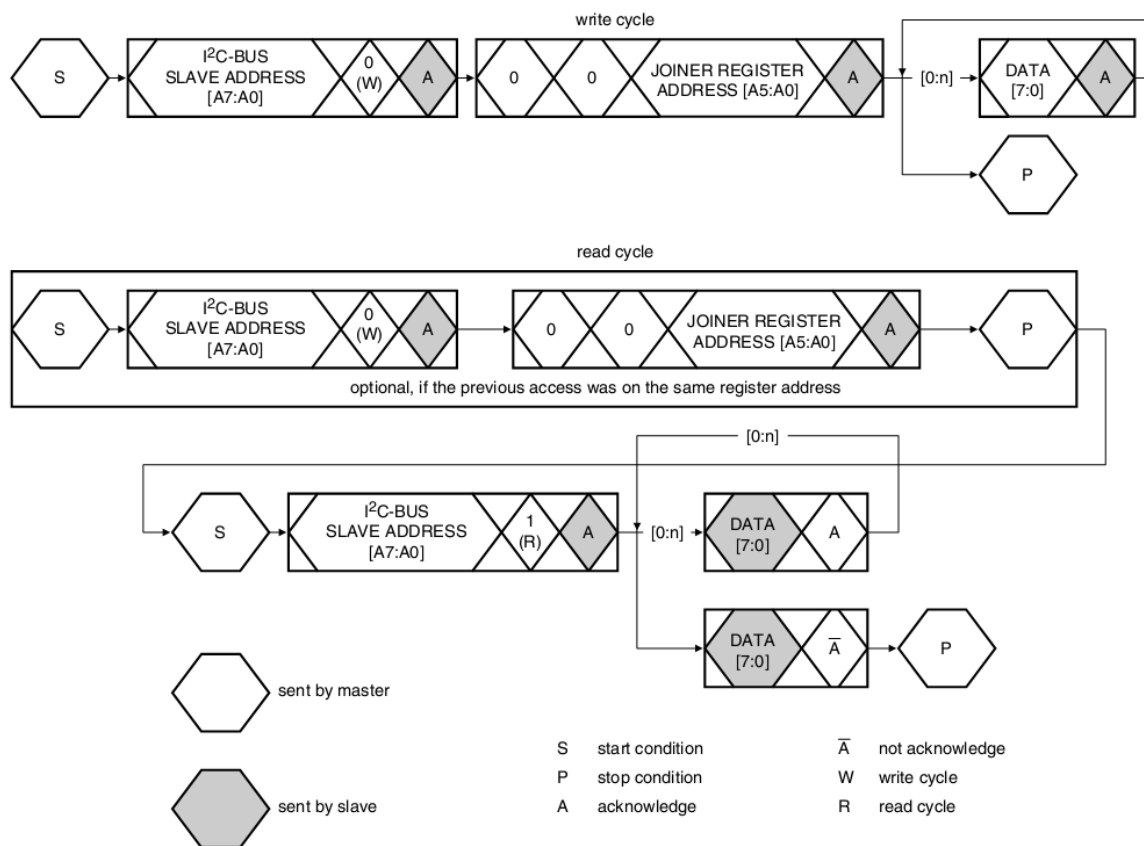 write cycle
S
I²C-BUS
SLAVE ADDRESS
[A7:A0]
0
(W)
A
0
0
JOINER REGISTER
ADDRESS [A5:A0]
A
[0:n]
DATA
[7:0]
A
P
read cycle
S
I²C-BUS
SLAVE ADDRESS
[A7:A0]
0
(W)
A
0
0
JOINER REGISTER
ADDRESS [A5:A0]
A
P
optional, if the previous access was on the same register address
[0:n]
S
I²C-BUS
SLAVE ADDRESS
[A7:A0]
1
(R)
A
[0:n]
DATA
[7:0]
A
DATA
[7:0]
A̅
P
sent by master
sent by slave
S start condition
P stop condition
A acknowledge
A̅ not acknowledge
W write cycle
R read cycle